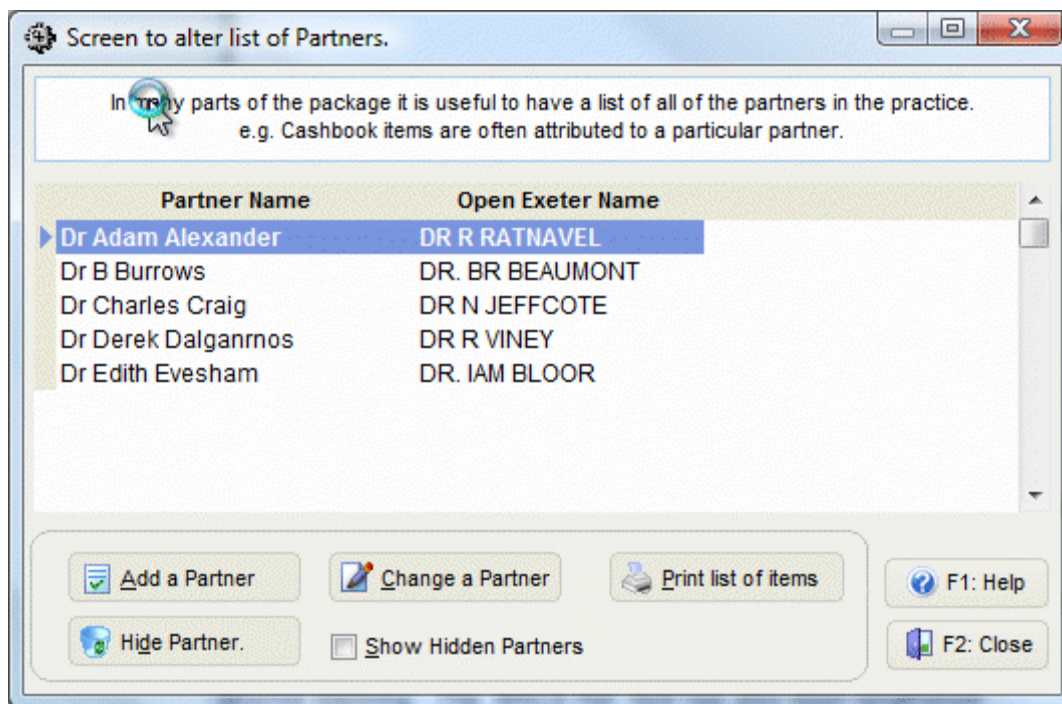 Screen to alter list of Partners.
In many parts of the package it is useful to have a list of all of the partners in the practice.
e.g. Cashbook items are often attributed to a particular partner.
Partner Name Open Exeter Name
Dr Adam Alexander DR R RATNAVEL
Dr B Burrows DR. BR BEAUMONT
Dr Charles Craig DR N JEFFCOTE
Dr Derek Dalganrnos DR R VINEY
Dr Edith Evesham DR. IAM BLOOR
Add a Partner Change a Partner Print list of items
F1: Help
Hide Partner. Show Hidden Partners
F2: Close